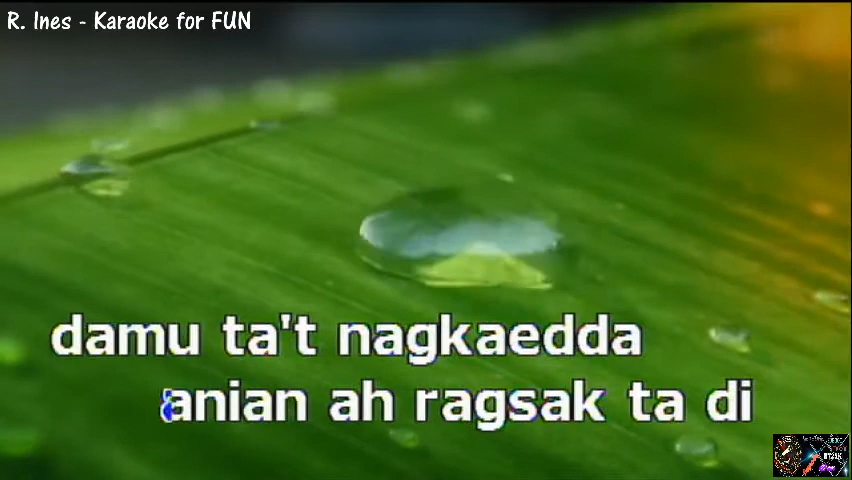 R. Ines - Karaoke for FUN
damu ta't nagkaedda
anian ah ragsak ta di